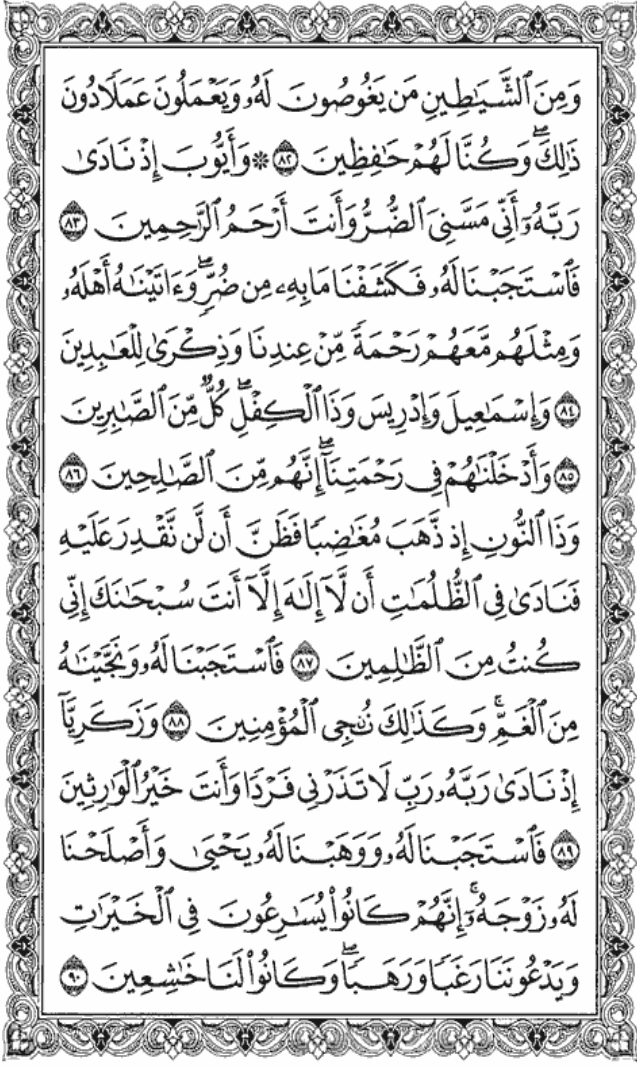 وَمِنَ ٱلشَّيَٰطِينِ مَن يَغُوصُونَ لَهُۥ وَيَعْمَلُونَ عَمَلًا دُونَ
ذَٰلِكَۖ وَكُنَّا لَهُمْ حَٰفِظِينَ ٨٢ ۞ وَأَيُّوبَ إِذْ نَادَىٰ
رَبَّهُۥٓ أَنِّي مَسَّنِيَ ٱلضُّرُّ وَأَنتَ أَرْحَمُ ٱلرَّٰحِمِينَ ٨٣
فَٱسْتَجَبْنَا لَهُۥ فَكَشَفْنَا مَا بِهِۦ مِن ضُرّٖۖ وَءَاتَيْنَٰهُ أَهْلَهُۥ
وَمِثْلَهُم مَّعَهُمْ رَحْمَةٗ مِّنْ عِندِنَا وَذِكْرَىٰ لِلْعَٰبِدِينَ
٨٤ وَإِسْمَٰعِيلَ وَإِدْرِيسَ وَذَا ٱلْكِفْلِۖ كُلّٞ مِّنَ ٱلصَّٰبِرِينَ
٨٥ وَأَدْخَلْنَٰهُمْ فِي رَحْمَتِنَآۖ إِنَّهُم مِّنَ ٱلصَّٰلِحِينَ ٨٦
وَذَا ٱلنُّونِ إِذ ذَّهَبَ مُغَٰضِبٗا فَظَنَّ أَن لَّن نَّقْدِرَ عَلَيْهِ
فَنَادَىٰ فِي ٱلظُّلُمَٰتِ أَن لَّآ إِلَٰهَ إِلَّآ أَنتَ سُبْحَٰنَكَ إِنِّي
كُنتُ مِنَ ٱلظَّٰلِمِينَ ٨٧ فَٱسْتَجَبْنَا لَهُۥ وَنَجَّيْنَٰهُ
مِنَ ٱلْغَمِّۚ وَكَذَٰلِكَ نُۨجِي ٱلْمُؤْمِنِينَ ٨٨ وَزَكَرِيَّآ
إِذْ نَادَىٰ رَبَّهُۥ رَبِّ لَا تَذَرْنِي فَرْدٗا وَأَنتَ خَيْرُ ٱلْوَٰرِثِينَ
٨٩ فَٱسْتَجَبْنَا لَهُۥ وَوَهَبْنَا لَهُۥ يَحْيَىٰ وَأَصْلَحْنَا
لَهُۥ زَوْجَهُۥٓۚ إِنَّهُمْ كَانُوا۟ يُسَٰرِعُونَ فِي ٱلْخَيْرَٰتِ
وَيَدْعُونَنَا رَغَبٗا وَرَهَبٗاۖ وَكَانُوا۟ لَنَا خَٰشِعِينَ ٩٠